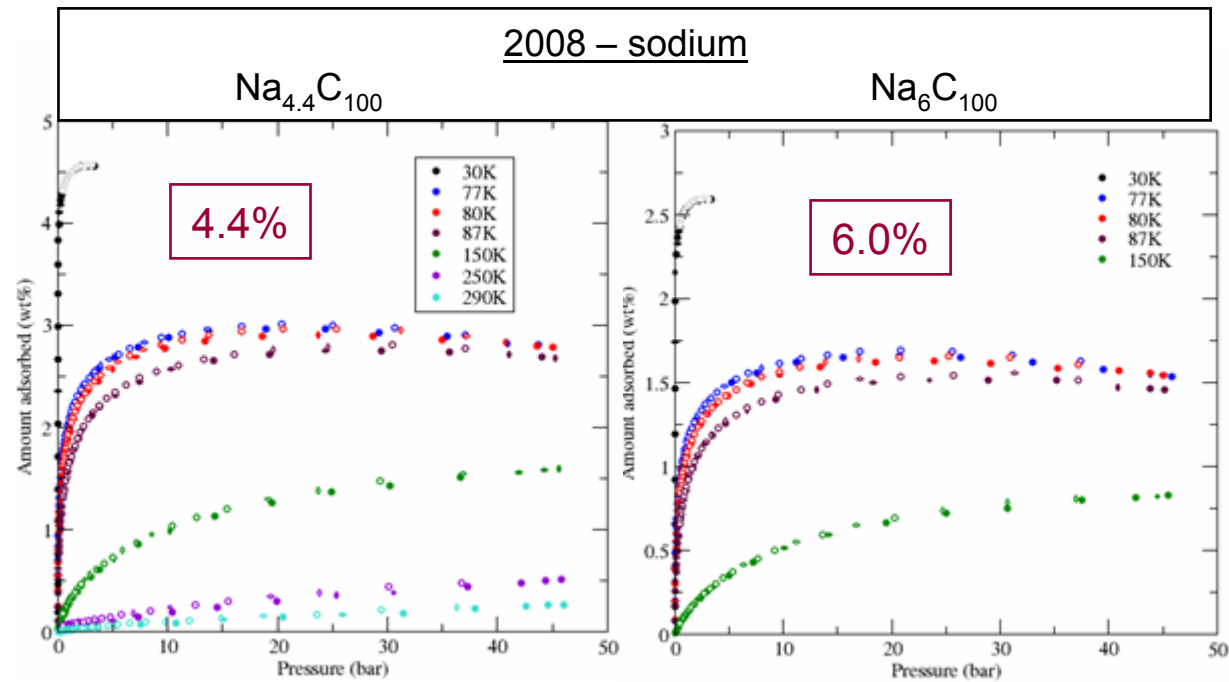 2008 – sodium
Na4.4C100 Na6C100
5
4
3
2
1
0
Amount adsorbed (wt%)
4.4%
30K
77K
80K
87K
150K
250K
290K
0 10 20 30 40 50
Pressure (bar)
3
2.5
2
1.5
1
0.5
0
Amount adsorbed (wt%)
6.0%
30K
77K
80K
87K
150K
0 10 20 30 40 50
Pressure (bar)